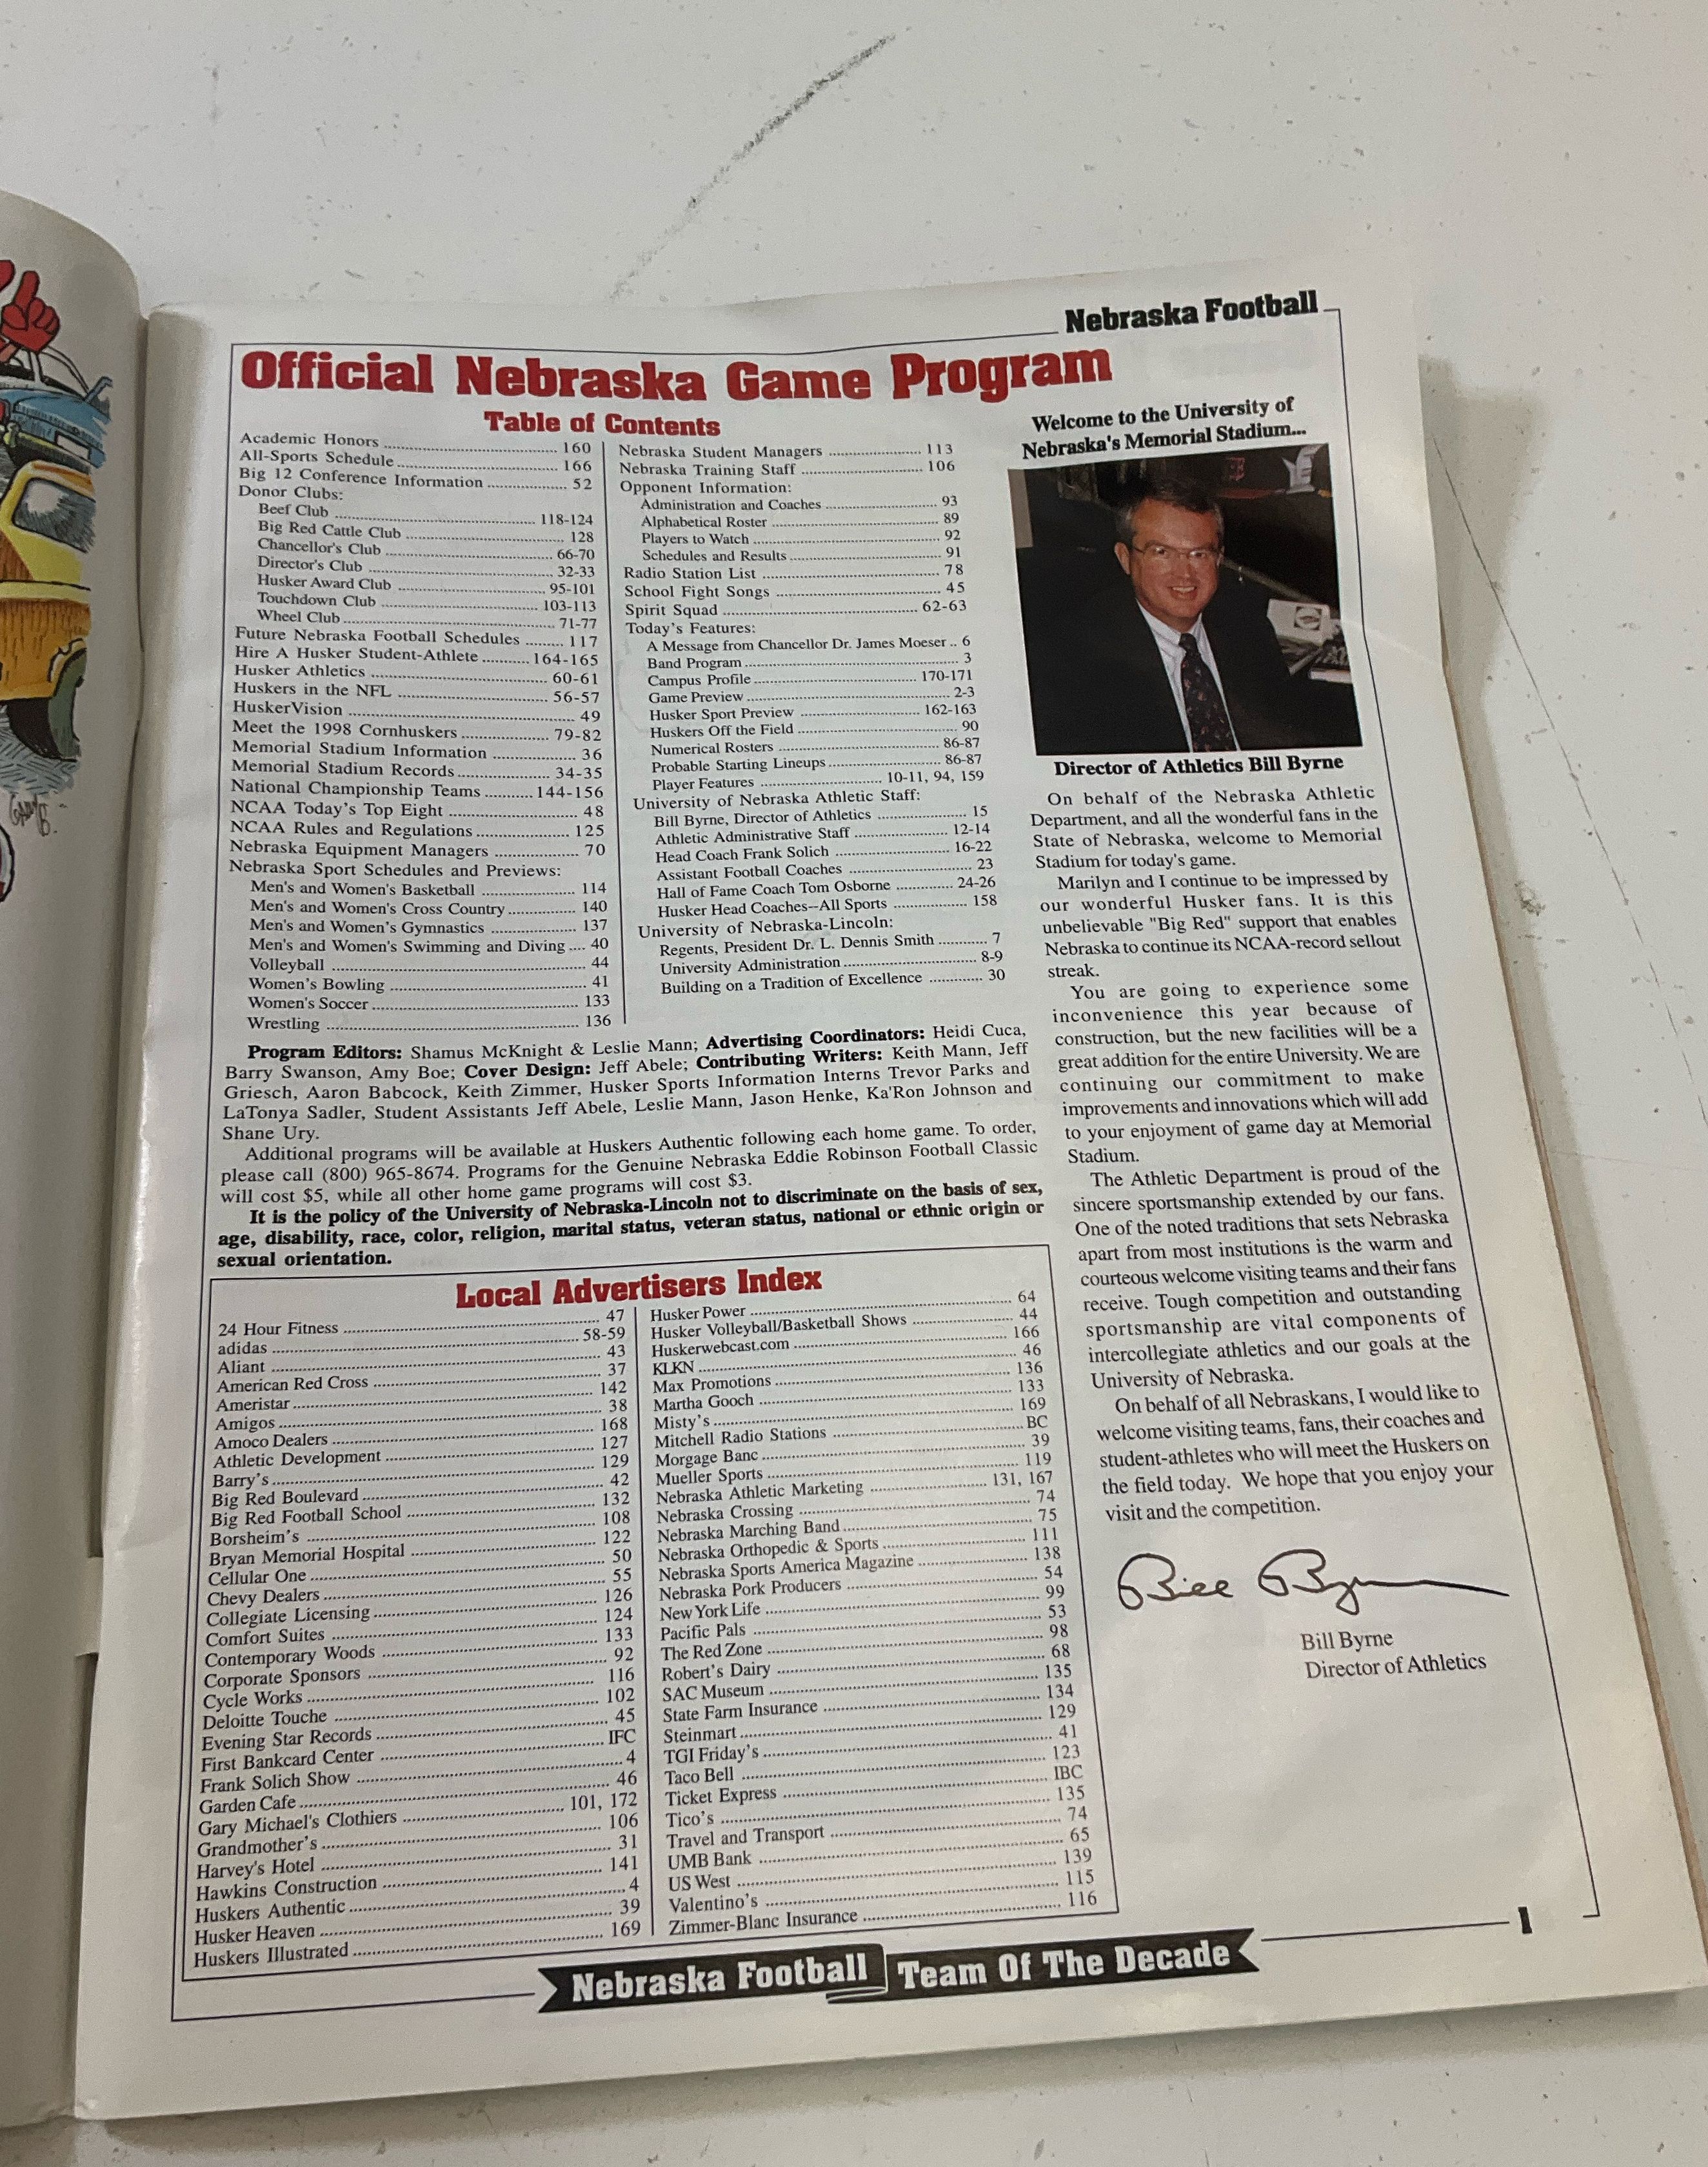 Nebraska Football
Official Nebraska Game Program
Table of Contents
Academic Honors ........ 160
All-Sports Schedule ........ 166
Big 12 Conference Information ........ 52
Donor Clubs:
Beef Club ........ 118-124
Big Red Cattle Club ........ 128
Chancellor's Club ........ 66-70
Director's Club ........ 32-33
Husker Award Club ........ 95-101
Touchdown Club ........ 103-113
Wheel Club ........ 71-77
Future Nebraska Football Schedules ........ 117
Hire A Husker Student-Athlete ........ 164-165
Husker Athletics ........ 60-61
Huskers in the NFL ........ 56-57
HuskerVision ........ 49
Meet the 1998 Cornhuskers ........ 79-82
Memorial Stadium Information ........ 36
Memorial Stadium Records ........ 34-35
National Championship Teams ........ 144-156
NCAA Today's Top Eight ........ 48
NCAA Rules and Regulations ........ 125
Nebraska Equipment Managers ........ 70
Nebraska Sport Schedules and Previews:
Men's and Women's Basketball ........ 114
Men's and Women's Cross Country ........ 140
Men's and Women's Gymnastics ........ 137
Men's and Women's Swimming and Diving .... 40
Volleyball ........ 44
Women's Bowling ........ 41
Women's Soccer ........ 133
Wrestling ........ 136
Nebraska Student Managers ........ 113
Nebraska Training Staff ........ 106
Opponent Information:
Administration and Coaches ........ 93
Alphabetical Roster ........ 89
Players to Watch ........ 92
Schedules and Results ........ 91
Radio Station List ........ 78
School Fight Songs ........ 45
Spirit Squad ........ 62-63
Today's Features:
A Message from Chancellor Dr. James Moeser .. 6
Band Program ........ 3
Campus Profile ........ 170-171
Game Preview ........ 2-3
Husker Sport Preview ........ 162-163
Huskers Off the Field ........ 90
Numerical Rosters ........ 86-87
Probable Starting Lineups ........ 86-87
Player Features ........ 10-11, 94, 159
University of Nebraska Athletic Staff:
Bill Byrne, Director of Athletics ........ 15
Athletic Administrative Staff ........ 12-14
Head Coach Frank Solich ........ 16-22
Assistant Football Coaches ........ 23
Hall of Fame Coach Tom Osborne ........ 24-26
Husker Head Coaches--All Sports ........ 158
University of Nebraska-Lincoln:
Regents, President Dr. L. Dennis Smith ........ 7
University Administration ........ 8-9
Building on a Tradition of Excellence ........ 30
Program Editors: Shamus McKnight & Leslie Mann; Advertising Coordinators: Heidi Cuca,
Barry Swanson, Amy Boe; Cover Design: Jeff Abele; Contributing Writers: Keith Mann, Jeff
Griesch, Aaron Babcock, Keith Zimmer, Husker Sports Information Interns Trevor Parks and
LaTonya Sadler, Student Assistants Jeff Abele, Leslie Mann, Jason Henke, Ka'Ron Johnson and
Shane Ury.
Additional programs will be available at Huskers Authentic following each home game. To order,
please call (800) 965-8674. Programs for the Genuine Nebraska Eddie Robinson Football Classic
will cost $5, while all other home game programs will cost $3.
It is the policy of the University of Nebraska-Lincoln not to discriminate on the basis of sex,
age, disability, race, color, religion, marital status, veteran status, national or ethnic origin or
sexual orientation.
Local Advertisers Index
24 Hour Fitness ........ 47
adidas ........ 58-59
Aliant ........ 43
American Red Cross ........ 37
Ameristar ........ 142
Amigos ........ 38
Amoco Dealers ........ 168
Athletic Development ........ 127
Barry's ........ 129
Big Red Boulevard ........ 42
Big Red Football School ........ 132
Borsheim's ........ 108
Bryan Memorial Hospital ........ 122
Cellular One ........ 50
Chevy Dealers ........ 55
Collegiate Licensing ........ 126
Comfort Suites ........ 124
Contemporary Woods ........ 133
Corporate Sponsors ........ 92
Cycle Works ........ 116
Deloitte Touche ........ 102
Evening Star Records ........ 45
First Bankcard Center ........ IFC
Frank Solich Show ........ 4
Garden Cafe ........ 46
Gary Michael's Clothiers ........ 101, 172
Grandmother's ........ 106
Harvey's Hotel ........ 31
Hawkins Construction ........ 141
Huskers Authentic ........ 4
Husker Heaven ........ 39
Huskers Illustrated ........ 169
Husker Power ........ 64
Husker Volleyball/Basketball Shows ........ 44
Huskerwebcast.com ........ 166
KLKN ........ 46
Max Promotions ........ 136
Martha Gooch ........ 133
Misty's ........ 169
Mitchell Radio Stations ........ BC
Morgage Banc ........ 39
Mueller Sports ........ 119
Nebraska Athletic Marketing ........ 131, 167
Nebraska Crossing ........ 74
Nebraska Marching Band ........ 75
Nebraska Orthopedic & Sports ........ 111
Nebraska Sports America Magazine ........ 138
Nebraska Pork Producers ........ 54
New York Life ........ 99
Pacific Pals ........ 53
The Red Zone ........ 98
Robert's Dairy ........ 68
SAC Museum ........ 135
State Farm Insurance ........ 134
Steinmart ........ 129
TGI Friday's ........ 41
Taco Bell ........ 123
Ticket Express ........ IBC
Tico's ........ 135
Travel and Transport ........ 74
UMB Bank ........ 65
US West ........ 139
Valentino's ........ 115
Zimmer-Blanc Insurance ........ 116
Welcome to the University of
Nebraska's Memorial Stadium...
Director of Athletics Bill Byrne
On behalf of the Nebraska Athletic
Department, and all the wonderful fans in the
State of Nebraska, welcome to Memorial
Stadium for today's game.
Marilyn and I continue to be impressed by
our wonderful Husker fans. It is this
unbelievable "Big Red" support that enables
Nebraska to continue its NCAA-record sellout
streak.
You are going to experience some
inconvenience this year because of
construction, but the new facilities will be a
great addition for the entire University. We are
continuing our commitment to make
improvements and innovations which will add
to your enjoyment of game day at Memorial
Stadium.
The Athletic Department is proud of the
sincere sportsmanship extended by our fans.
One of the noted traditions that sets Nebraska
apart from most institutions is the warm and
courteous welcome visiting teams and their fans
receive. Tough competition and outstanding
sportsmanship are vital components of
intercollegiate athletics and our goals at the
University of Nebraska.
On behalf of all Nebraskans, I would like to
welcome visiting teams, fans, their coaches and
student-athletes who will meet the Huskers on
the field today. We hope that you enjoy your
visit and the competition.
Bill Byrne
Bill Byrne
Director of Athletics
Nebraska Football Team Of The Decade
1